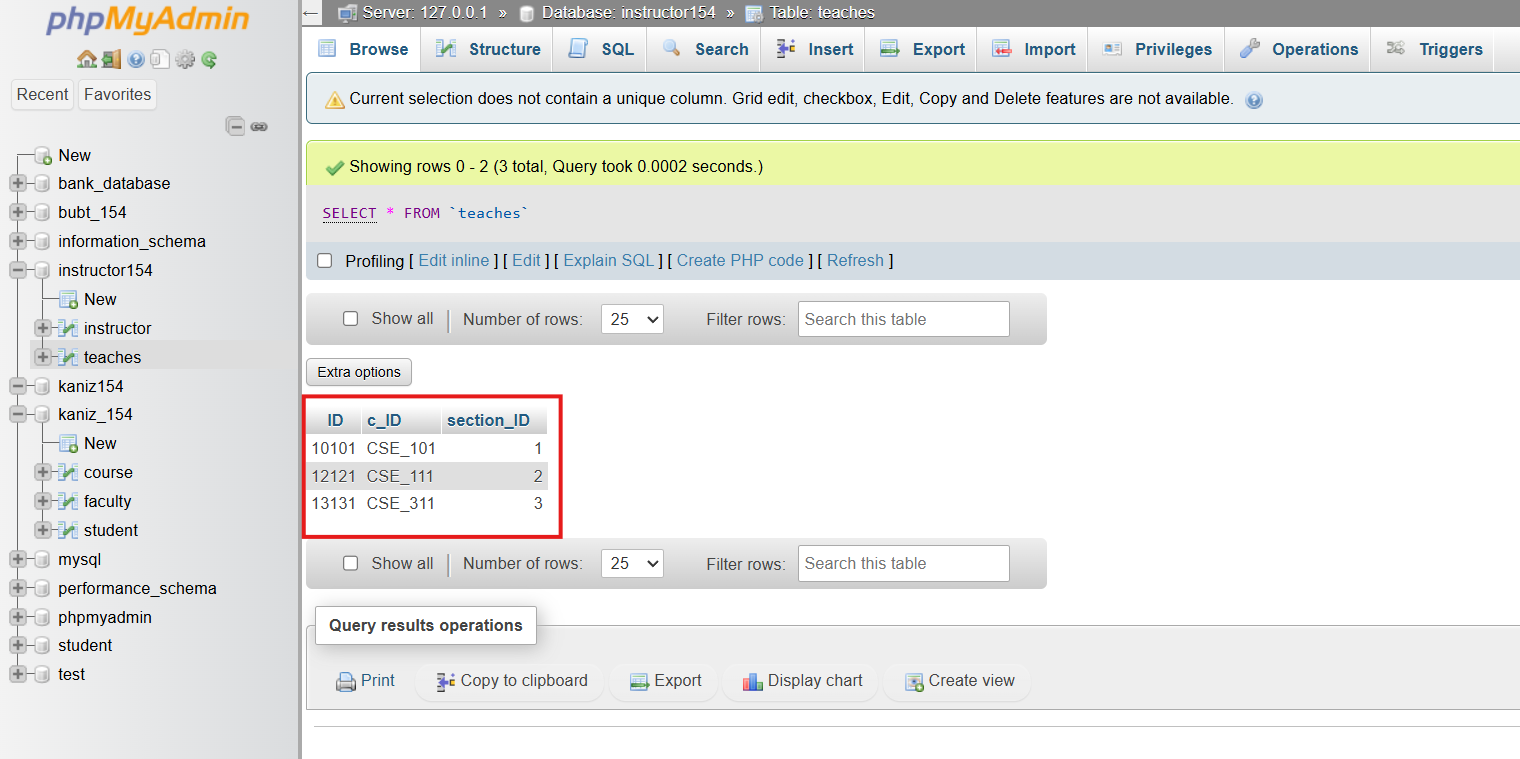 phpMyAdmin
Recent Favorites
New
bank_database
bubt_154
information_schema
instructor154
New
instructor
teaches
kaniz154
kaniz_154
New
course
faculty
student
mysql
performance_schema
phpmyadmin
student
test
Server: 127.0.0.1 » Database: instructor154 » Table: teaches
Browse Structure SQL Search Insert Export Import Privileges Operations Triggers
Current selection does not contain a unique column. Grid edit, checkbox, Edit, Copy and Delete features are not available.
Showing rows 0 - 2 (3 total, Query took 0.0002 seconds.)
SELECT * FROM `teaches`
Profiling [ Edit inline ] [ Edit ] [ Explain SQL ] [ Create PHP code ] [ Refresh ]
Show all | Number of rows: 25 Filter rows: Search this table
Extra options
ID c_ID section_ID
10101 CSE_101 1
12121 CSE_111 2
13131 CSE_311 3
Show all | Number of rows: 25 Filter rows: Search this table
Query results operations
Print Copy to clipboard Export Display chart Create view